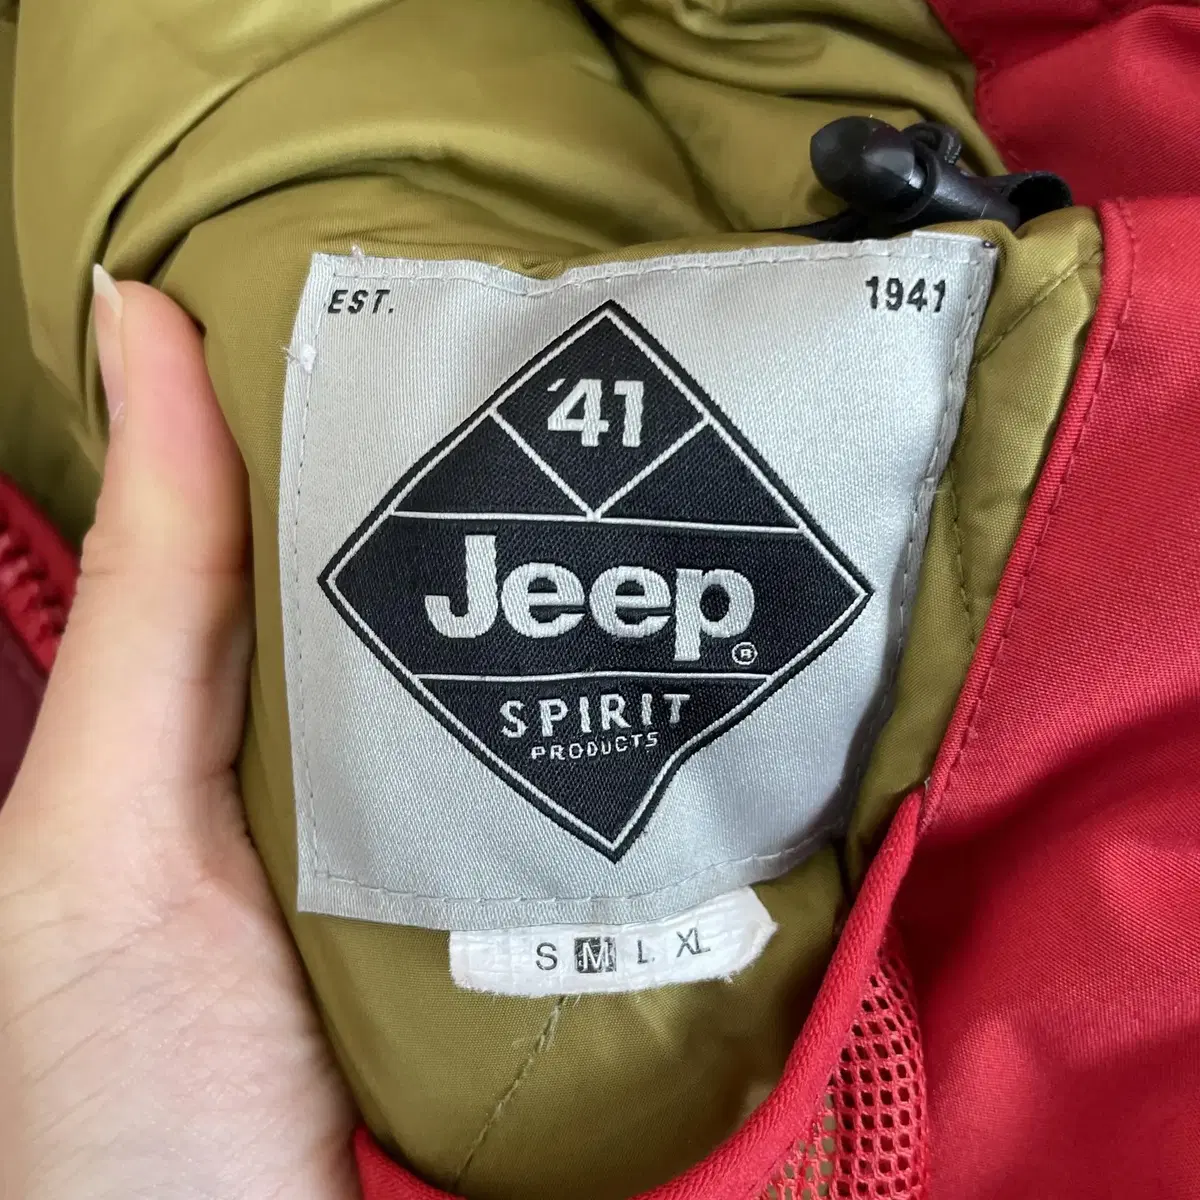 EST. 1941
'41
Jeep®
SPIRIT
PRODUCTS
S M L XL